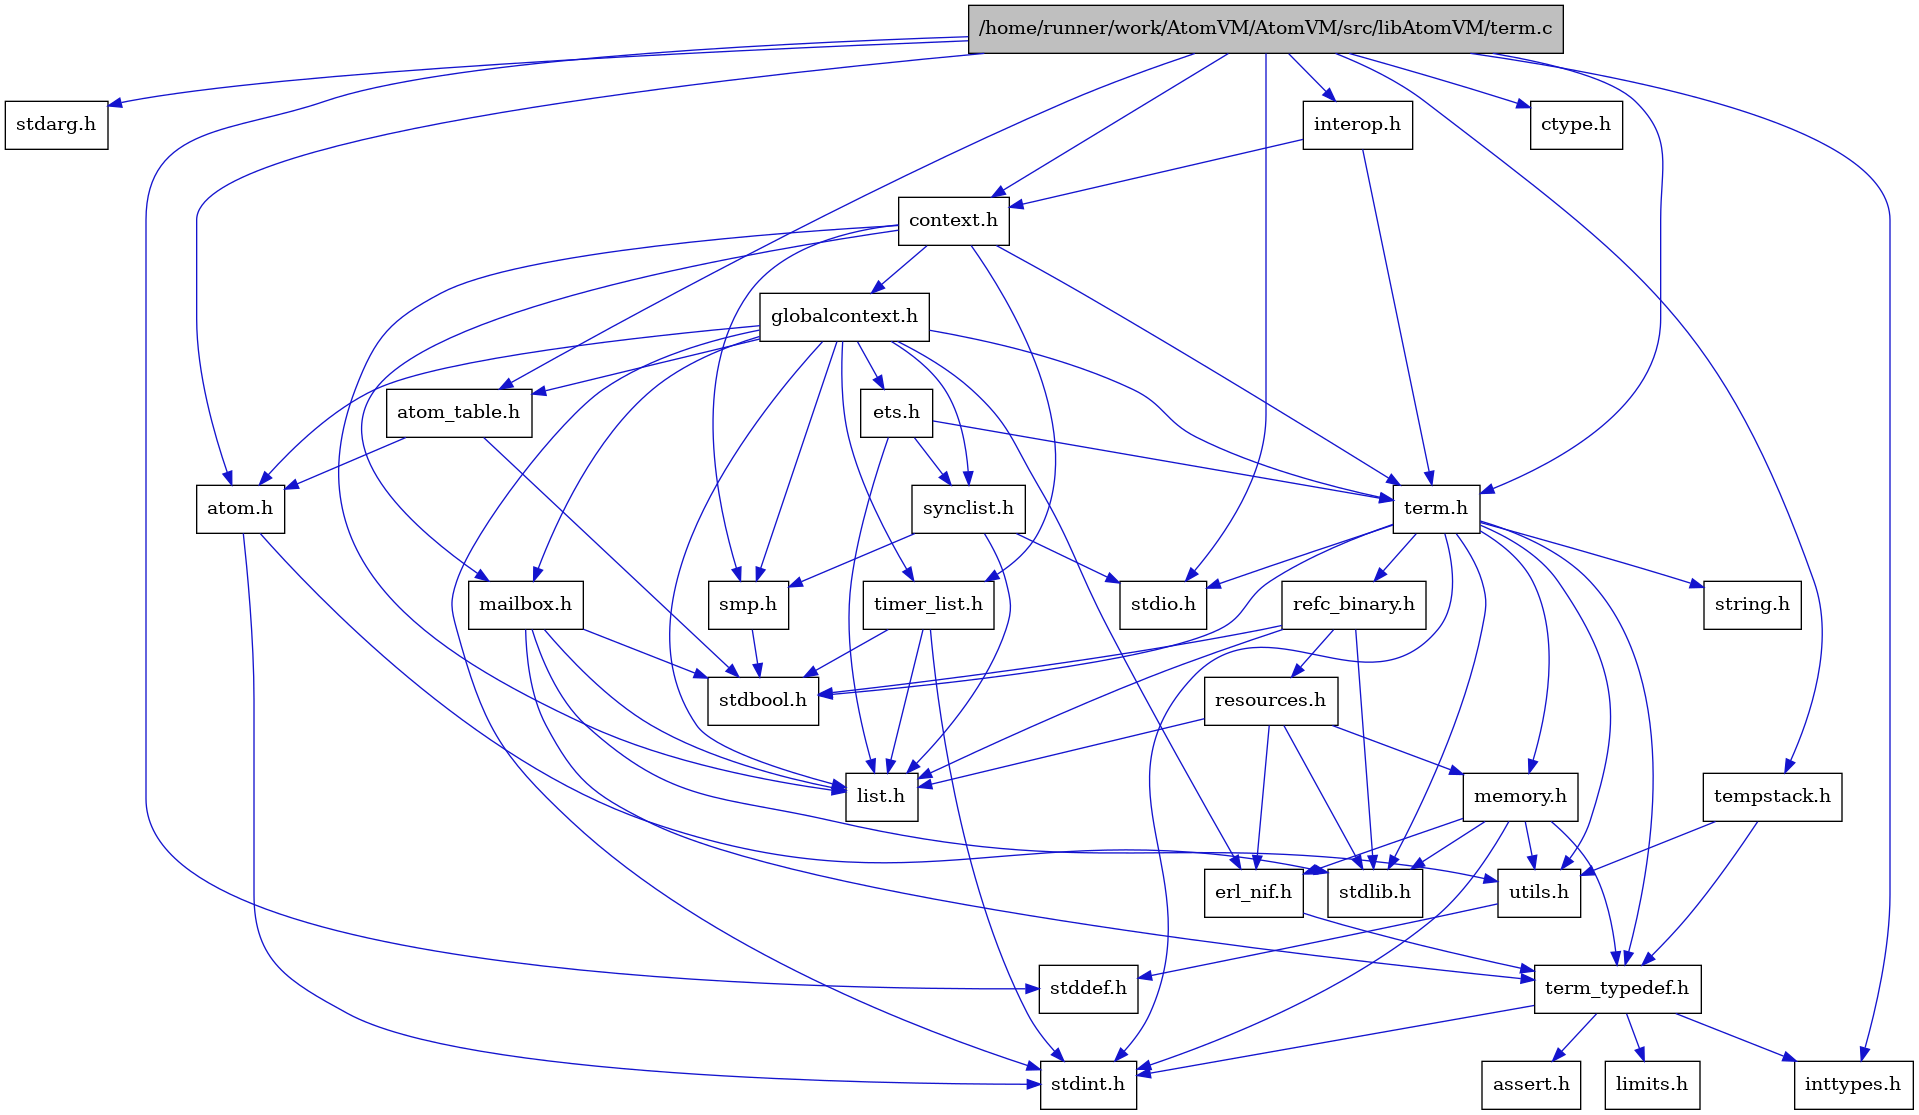 /home/runner/work/AtomVM/AtomVM/src/libAtomVM/term.c
stdarg.h
interop.h
ctype.h
context.h
globalcontext.h
atom_table.h
ets.h
atom.h
synclist.h
term.h
mailbox.h
smp.h
timer_list.h
stdio.h
refc_binary.h
string.h
stdbool.h
resources.h
list.h
memory.h
tempstack.h
erl_nif.h
stdlib.h
utils.h
stddef.h
term_typedef.h
stdint.h
assert.h
limits.h
inttypes.h